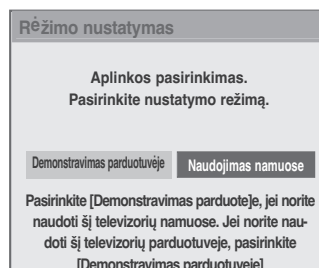 Rėžimo nustatymas
Aplinkos pasirinkimas.
Pasirinkite nustatymo režimą.
Demonstravimas parduotuvėje
Naudojimas namuose
Pasirinkite [Demonstravimas parduote]e, jei norite
naudoti šį televizorių namuose. Jei norite nau-
doti šį televizorių parduotuveje, pasirinkite
[Demonstravimas parduotuveje]